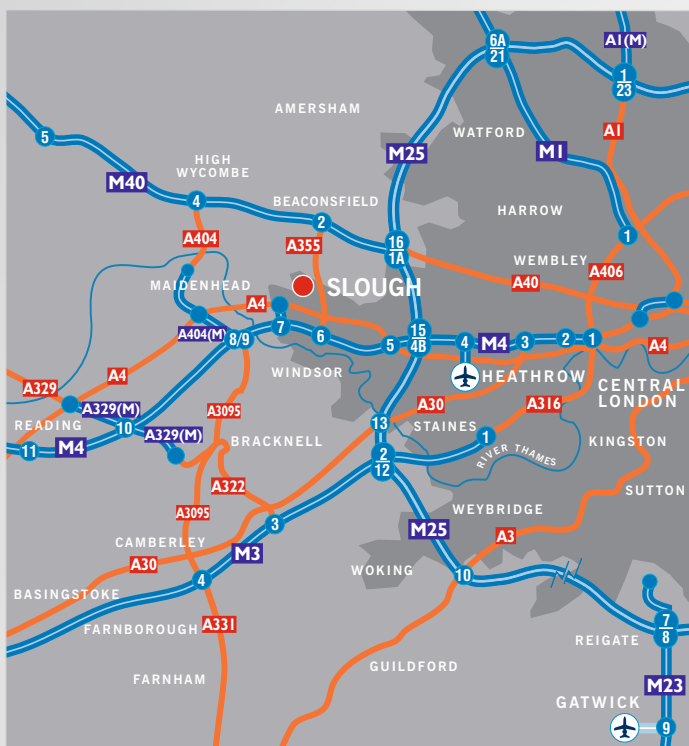 6A
21
A1(M)
1
23
AMERSHAM
WATFORD
A1
5
M25
M1
HIGH
WYCOMBE
M40
4
BEACONSFIELD
HARROW
2
A404
A355
16
1A
1
WEMBLEY
A406
MAIDENHEAD
SLOUGH
A40
A4
A404(M)
8/9
7
6
5
15
4B
4
M4
3
2
1
A4
WINDSOR
HEATHROW
CENTRAL
LONDON
A329
A4
A329(M)
READING
10
A329(M)
11
M4
A3095
BRACKNELL
A30
A316
13
STAINES
1
RIVER THAMES
KINGSTON
2
12
A322
SUTTON
A3095
3
WEYBRIDGE
M25
A3
CAMBERLEY
M3
A30
4
WOKING
10
BASINGSTOKE
FARNBOROUGH
A331
7
8
REIGATE
GUILDFORD
FARNHAM
M23
GATWICK
9